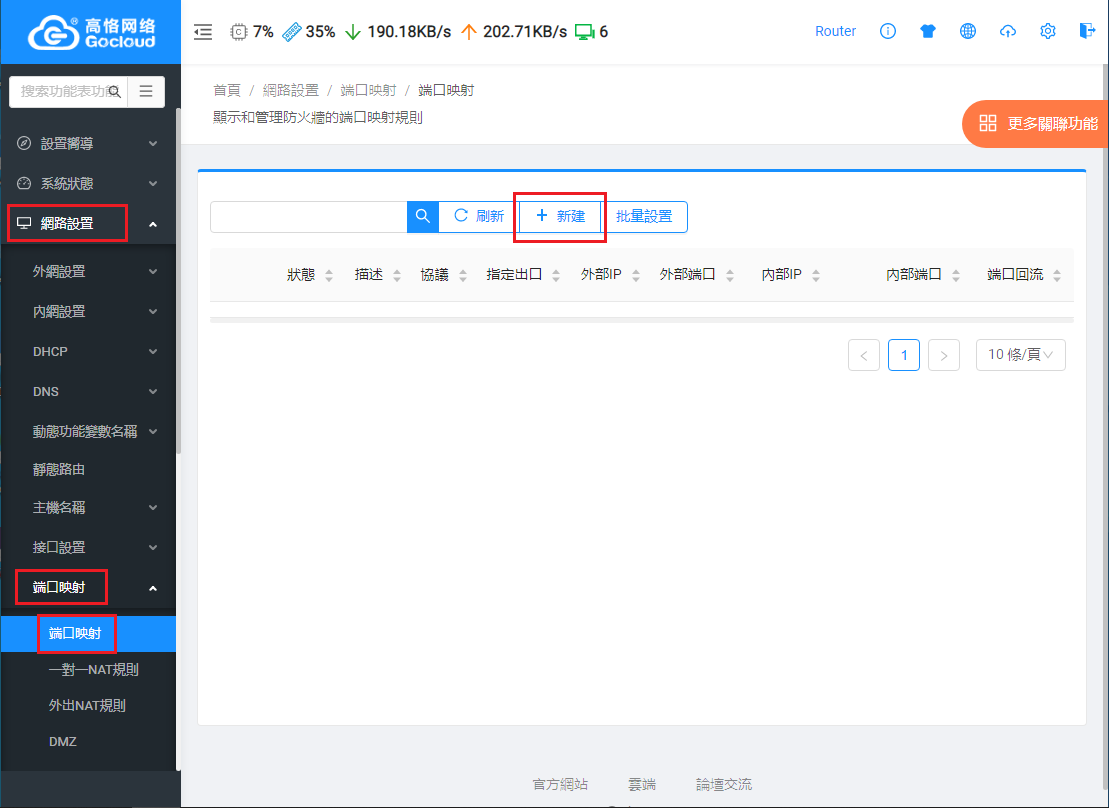 高恪网络®
Gocloud
7% 35% 190.18KB/s 202.71KB/s 6
Router
搜索功能表功能
設置嚮導
系統狀態
網路設置
外網設置
內網設置
DHCP
DNS
動態功能變數名稱
靜態路由
主機名稱
接口設置
端口映射
端口映射
一對一NAT規則
外出NAT規則
DMZ
首頁 / 網路設置 / 端口映射 / 端口映射
顯示和管理防火牆的端口映射規則
更多關聯功能
刷新 + 新建 批量設置
狀態 描述 協議 指定出口 外部IP 外部端口 內部IP 內部端口 端口回流
< 1 > 10 條/頁
官方網站 雲端 論壇交流